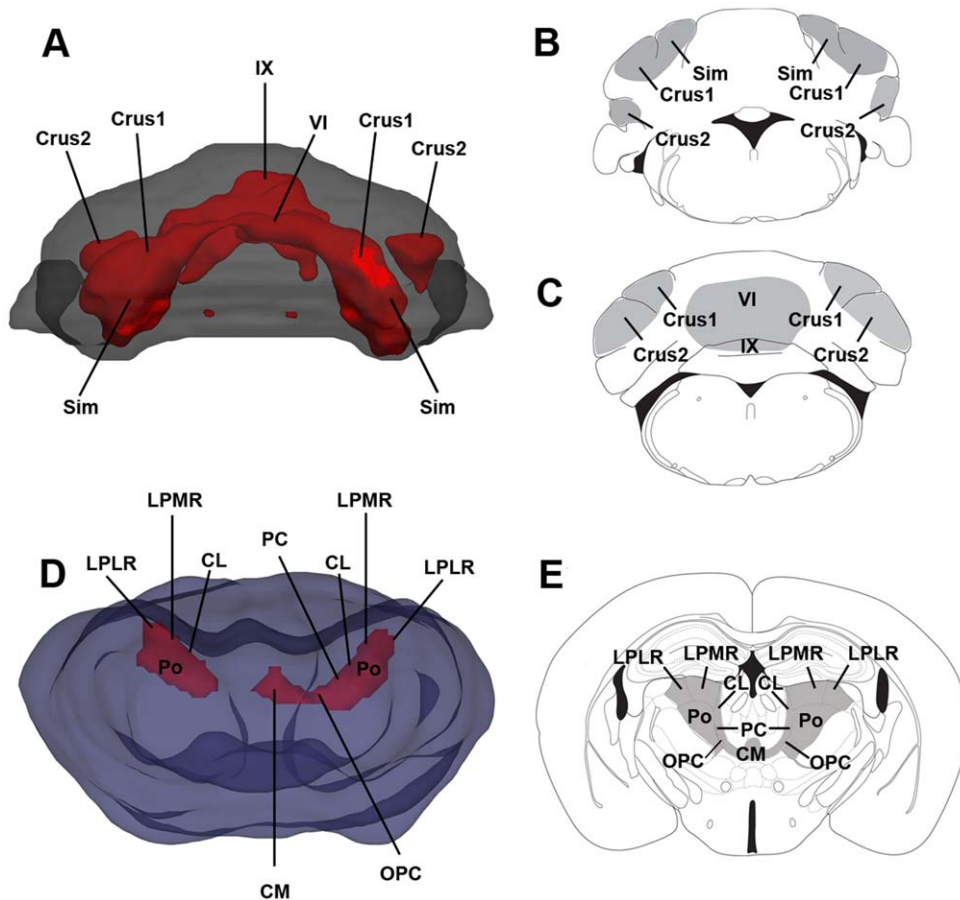 A
IX
VI
Crus1
Crus2
Crus1
Crus2
Sim
Sim
B
Sim
Sim
Crus1
Crus1
Crus2
Crus2
C
VI
Crus1
Crus1
IX
Crus2
Crus2
D
LPMR
LPMR
PC
LPLR
CL
CL
LPLR
Po
Po
CM
OPC
E
LPLR
LPMR
LPMR
LPLR
CL
CL
Po
Po
PC
OPC
CM
OPC